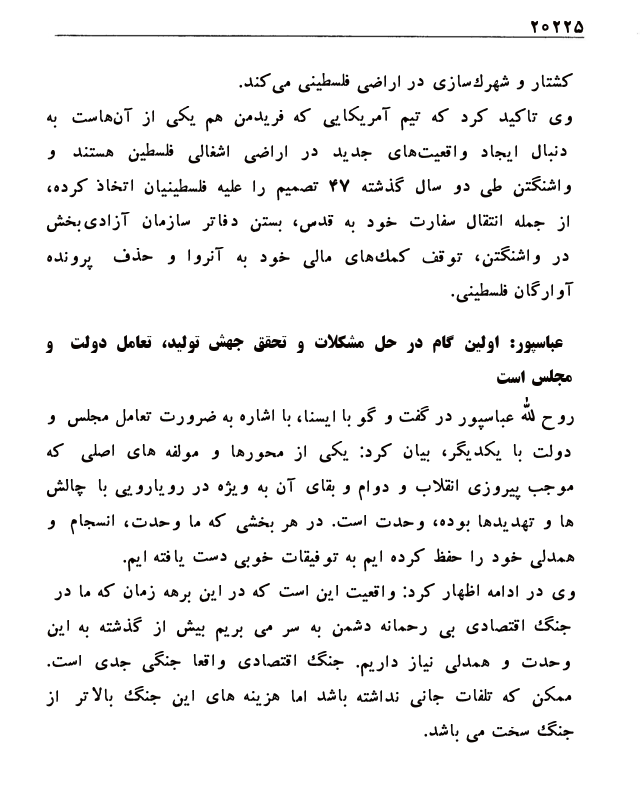 ۲۰۲۲۵
کشتار و شهرك‌سازی در اراضی فلسطینی می‌کند.
وی تاکید کرد که تیم آمریکایی که فریدمن هم یکی از آن‌هاست به
دنبال ایجاد واقعیت‌های جدید در اراضی اشغالی فلسطین هستند و
واشنگتن طی دو سال گذشته ۴۷ تصمیم را علیه فلسطینیان اتخاذ کرده،
از جمله انتقال سفارت خود به قدس، بستن دفاتر سازمان آزادی‌بخش
در واشنگتن، توقف کمك‌های مالی خود به آنروا و حذف پرونده
آوارگان فلسطینی.
عباسپور: اولین گام در حل مشکلات و تحقق جهش تولید، تعامل دولت و
مجلس است
روح الله عباسپور در گفت و گو با ایسنا، با اشاره به ضرورت تعامل مجلس و
دولت با یکدیگر، بیان کرد: یکی از محورها و مولفه های اصلی که
موجب پیروزی انقلاب و دوام و بقای آن به ویژه در رویارویی با چالش
ها و تهدیدها بوده، وحدت است. در هر بخشی که ما وحدت، انسجام و
همدلی خود را حفظ کرده ایم به توفیقات خوبی دست یافته ایم.
وی در ادامه اظهار کرد: واقعیت این است که در این برهه زمان که ما در
جنگ اقتصادی بی رحمانه دشمن به سر می بریم بیش از گذشته به این
وحدت و همدلی نیاز داریم. جنگ اقتصادی واقعا جنگی جدی است.
ممکن که تلفات جانی نداشته باشد اما هزینه های این جنگ بالاتر از
جنگ سخت می باشد.